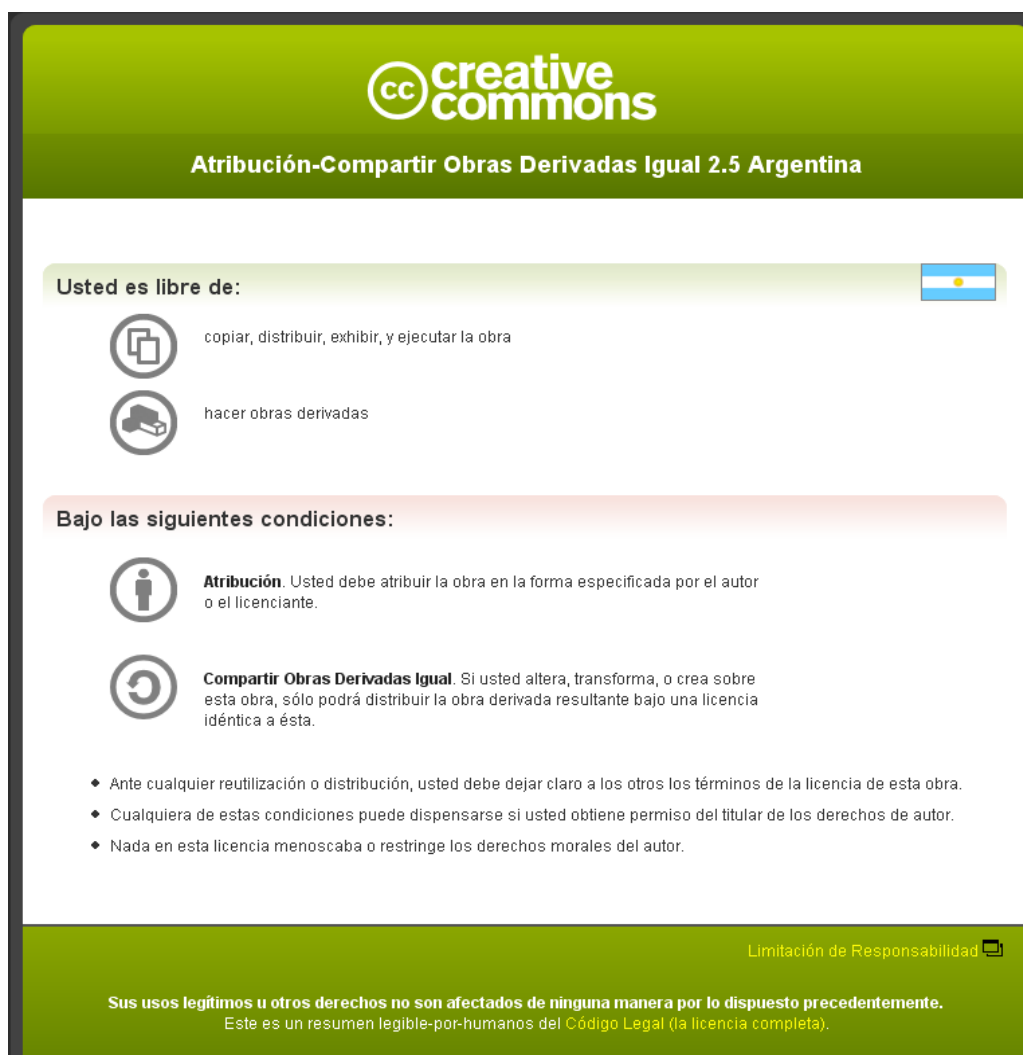 cc creative commons
Atribución-Compartir Obras Derivadas Igual 2.5 Argentina
Usted es libre de:
copiar, distribuir, exhibir, y ejecutar la obra
hacer obras derivadas
Bajo las siguientes condiciones:
Atribución. Usted debe atribuir la obra en la forma especificada por el autor
o el licenciante.
Compartir Obras Derivadas Igual. Si usted altera, transforma, o crea sobre
esta obra, sólo podrá distribuir la obra derivada resultante bajo una licencia
idéntica a ésta.
Ante cualquier reutilización o distribución, usted debe dejar claro a los otros los términos de la licencia de esta obra.
Cualquiera de estas condiciones puede dispensarse si usted obtiene permiso del titular de los derechos de autor.
Nada en esta licencia menoscaba o restringe los derechos morales del autor.
Limitación de Responsabilidad
Sus usos legítimos u otros derechos no son afectados de ninguna manera por lo dispuesto precedentemente.
Este es un resumen legible-por-humanos del Código Legal (la licencia completa).